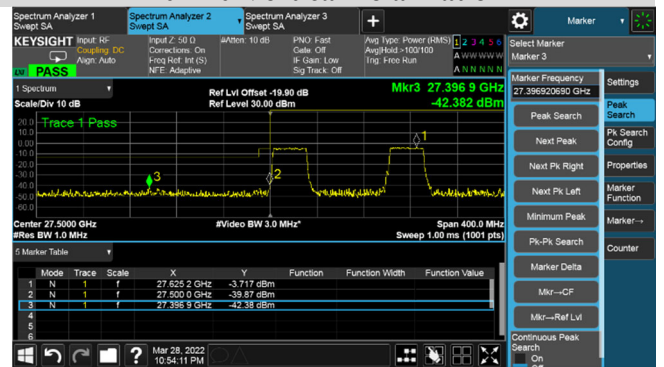 Spectrum Analyzer 1
Swept SA
Spectrum Analyzer 2
Swept SA
Spectrum Analyzer 3
Swept SA
+
Marker
KEYSIGHT
Input: RF
Coupling: DC
Align: Auto
Input Z: 50 Ω
Corrections: On
Freq Ref: Int (S)
NFE: Adaptive
#Atten: 10 dB
PNO: Fast
Gate: Off
IF Gain: Low
Sig Track: Off
Avg Type: Power (RMS)
Avg|Hold:>100/100
Trig: Free Run
1 2 3 4 5 6
A W W W W W
A N N N N N
PASS
Select Marker
Marker 3
1 Spectrum
Scale/Div 10 dB
Ref Lvl Offset -19.90 dB
Ref Level 30.00 dBm
Mkr3 27.396 9 GHz
-42.382 dBm
Trace 1 Pass
20.0
10.0
0.00
-10.0
-20.0
-30.0
-40.0
-50.0
-60.0
1
2
3
Center 27.5000 GHz
#Res BW 1.0 MHz
#Video BW 3.0 MHz*
Span 400.0 MHz
Sweep 1.00 ms (1001 pts)
5 Marker Table
Mode Trace Scale X Y Function Function Width Function Value
1 N 1 f 27.625 2 GHz -3.717 dBm
2 N 1 f 27.500 0 GHz -39.87 dBm
3 N 1 f 27.396 9 GHz -42.38 dBm
4
5
6
Mar 28, 2022
10:54:11 PM
Marker Frequency
27.396920690 GHz
Peak Search
Next Peak
Next Pk Right
Next Pk Left
Minimum Peak
Pk-Pk Search
Marker Delta
Mkr→CF
Mkr→Ref Lvl
Continuous Peak
Search
On
Off
Settings
Peak
Search
Pk Search
Config
Properties
Marker
Function
Marker→
Counter